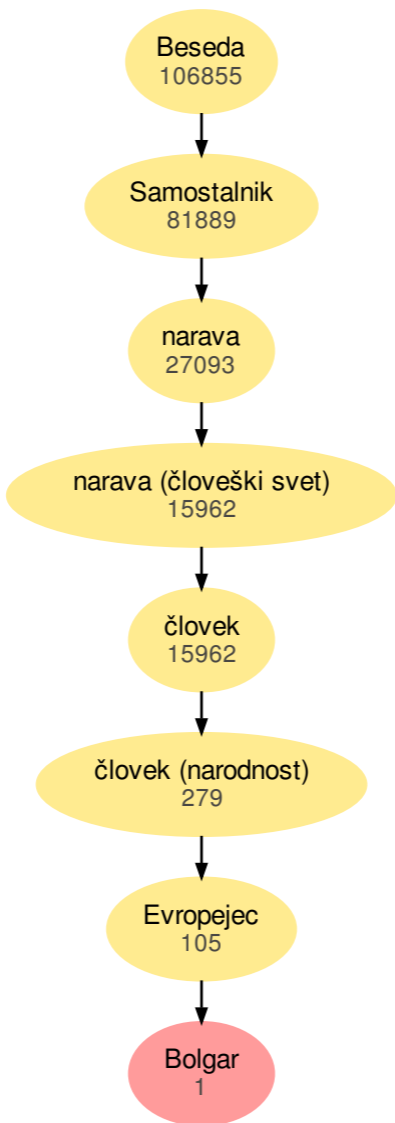 Beseda
106855
Samostalnik
81889
narava
27093
narava (človeški svet)
15962
človek
15962
človek (narodnost)
279
Evropejec
105
Bolgar
1